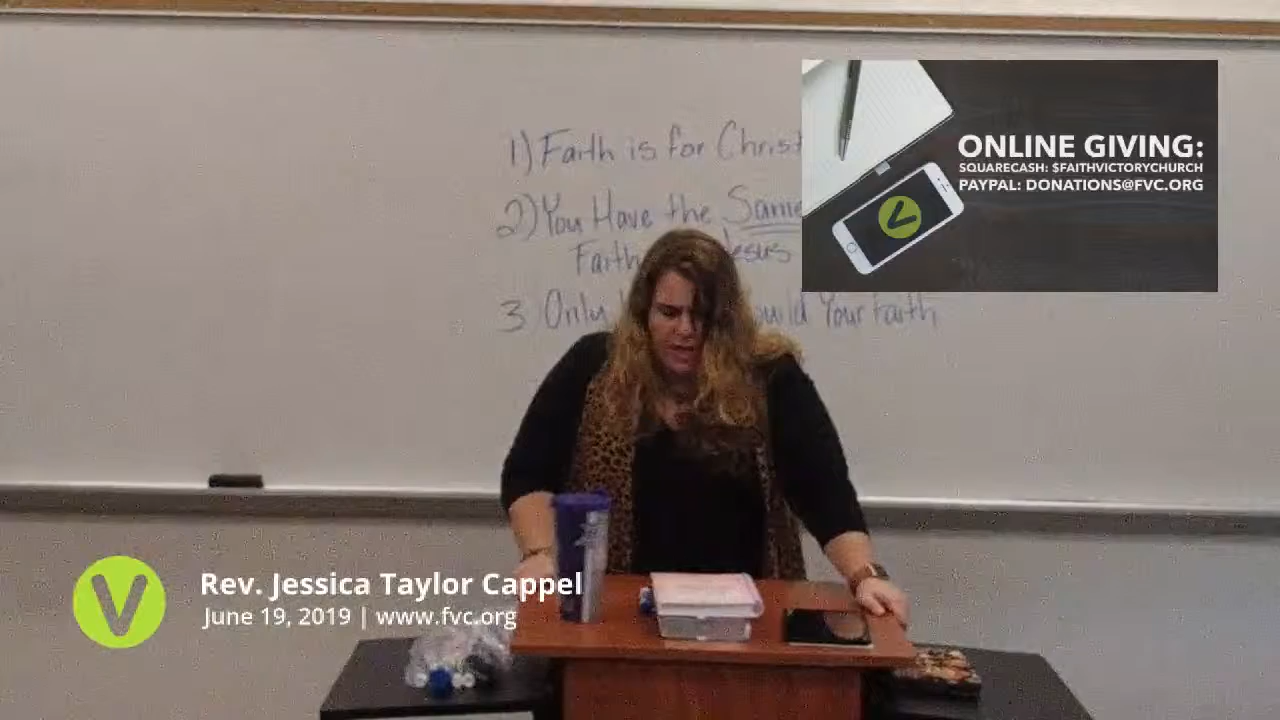 1) Faith is for Christ
2) You Have the Same
Faith Jesus
3 Only Your Faith
ONLINE GIVING:
SQUARECASH: $FAITHVICTORYCHURCH
PAYPAL: DONATIONS@FVC.ORG
V
V
Rev. Jessica Taylor Cappel
June 19, 2019 | www.fvc.org